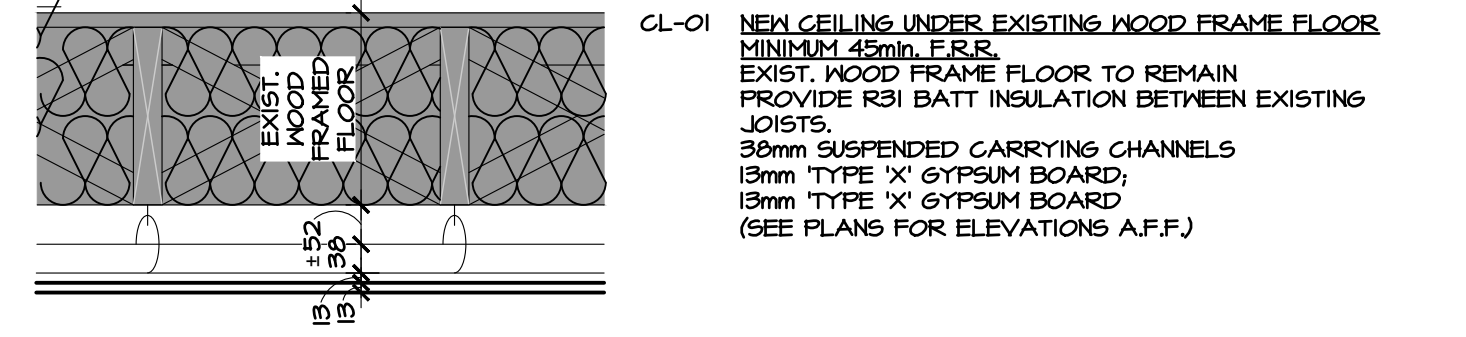 EXIST.
WOOD
FRAMED
FLOOR
±52
38
13
13
CL-01 NEW CEILING UNDER EXISTING WOOD FRAME FLOOR
MINIMUM 45min. F.R.R.
EXIST. WOOD FRAME FLOOR TO REMAIN
PROVIDE R31 BATT INSULATION BETWEEN EXISTING
JOISTS.
38mm SUSPENDED CARRYING CHANNELS
13mm 'TYPE 'X' GYPSUM BOARD;
13mm 'TYPE 'X' GYPSUM BOARD
(SEE PLANS FOR ELEVATIONS A.F.F.)